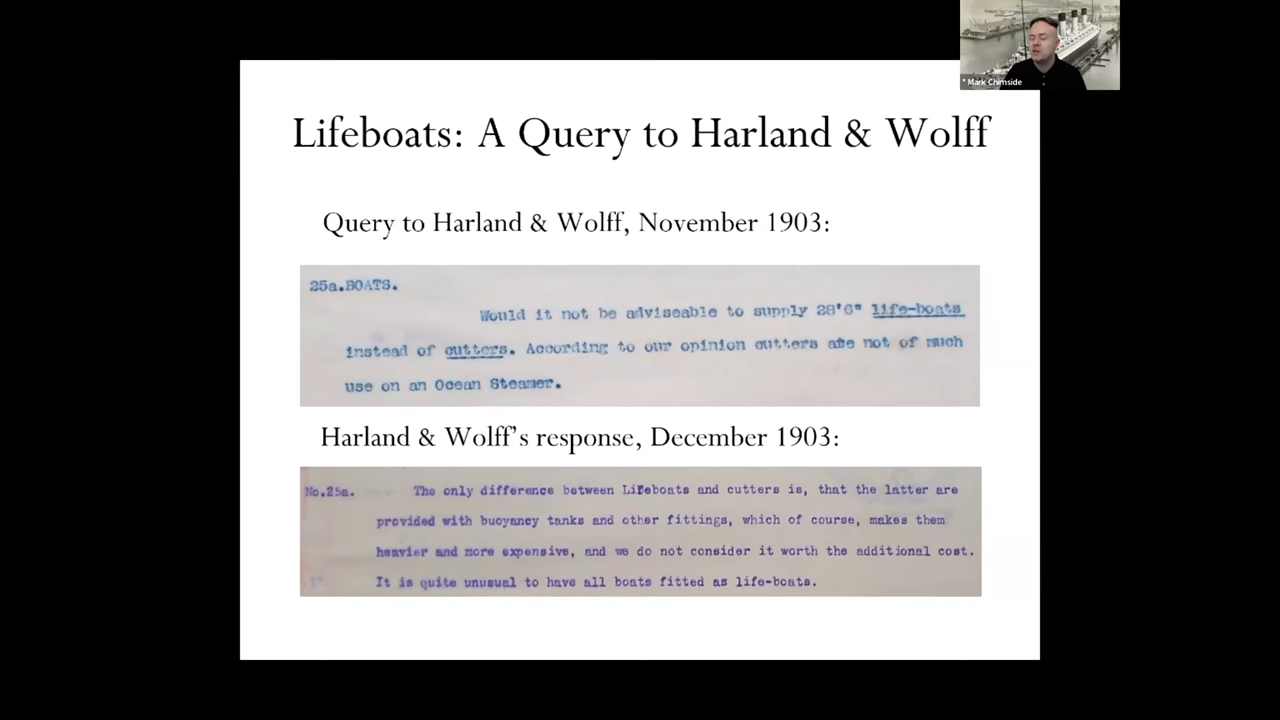 * Mark Chirnside
Lifeboats: A Query to Harland & Wolff
Query to Harland & Wolff, November 1903:
25a.BOATS.
Would it not be adviseable to supply 28'6" life-boats
instead of cutters. According to our opinion cutters are not of much
use on an Ocean Steamer.
Harland & Wolff's response, December 1903:
No.25a. The only difference between Lifeboats and cutters is, that the latter are
provided with buoyancy tanks and other fittings, which of course, makes them
heavier and more expensive, and we do not consider it worth the additional cost.
It is quite unusual to have all boats fitted as life-boats.